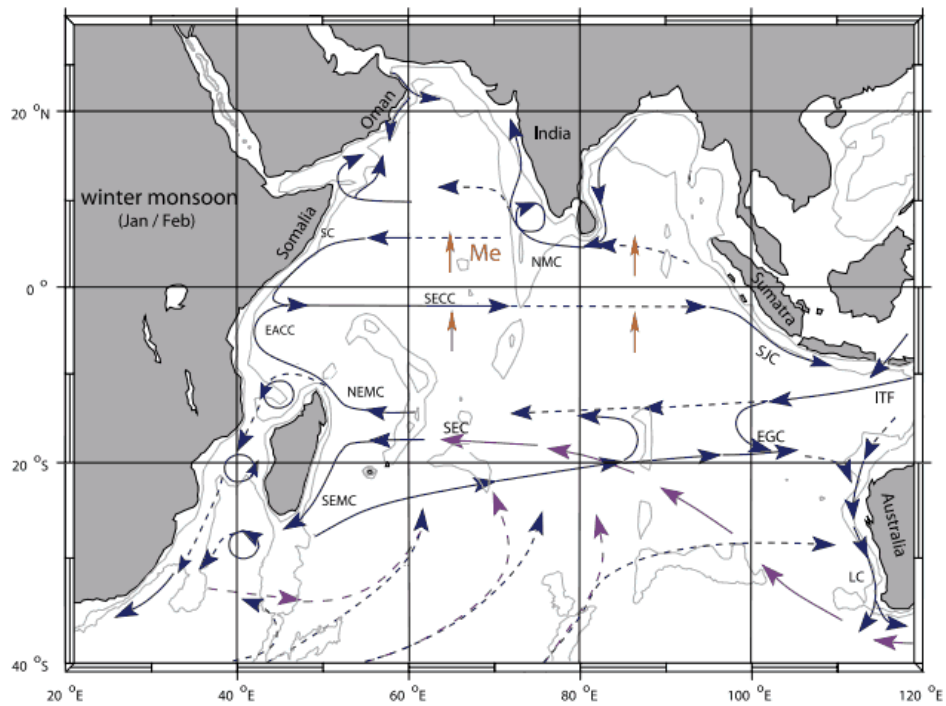 20 °N
0 °
20 °S
40 °S
20 °E
40 °E
60 °E
80 °E
100 °E
winter monsoon
(Jan / Feb)
Oman
India
Somalia
SC
Me
NMC
Sumatra
SECC
EACC
SJC
NEMC
ITF
SEC
EGC
SEMC
Australia
LC